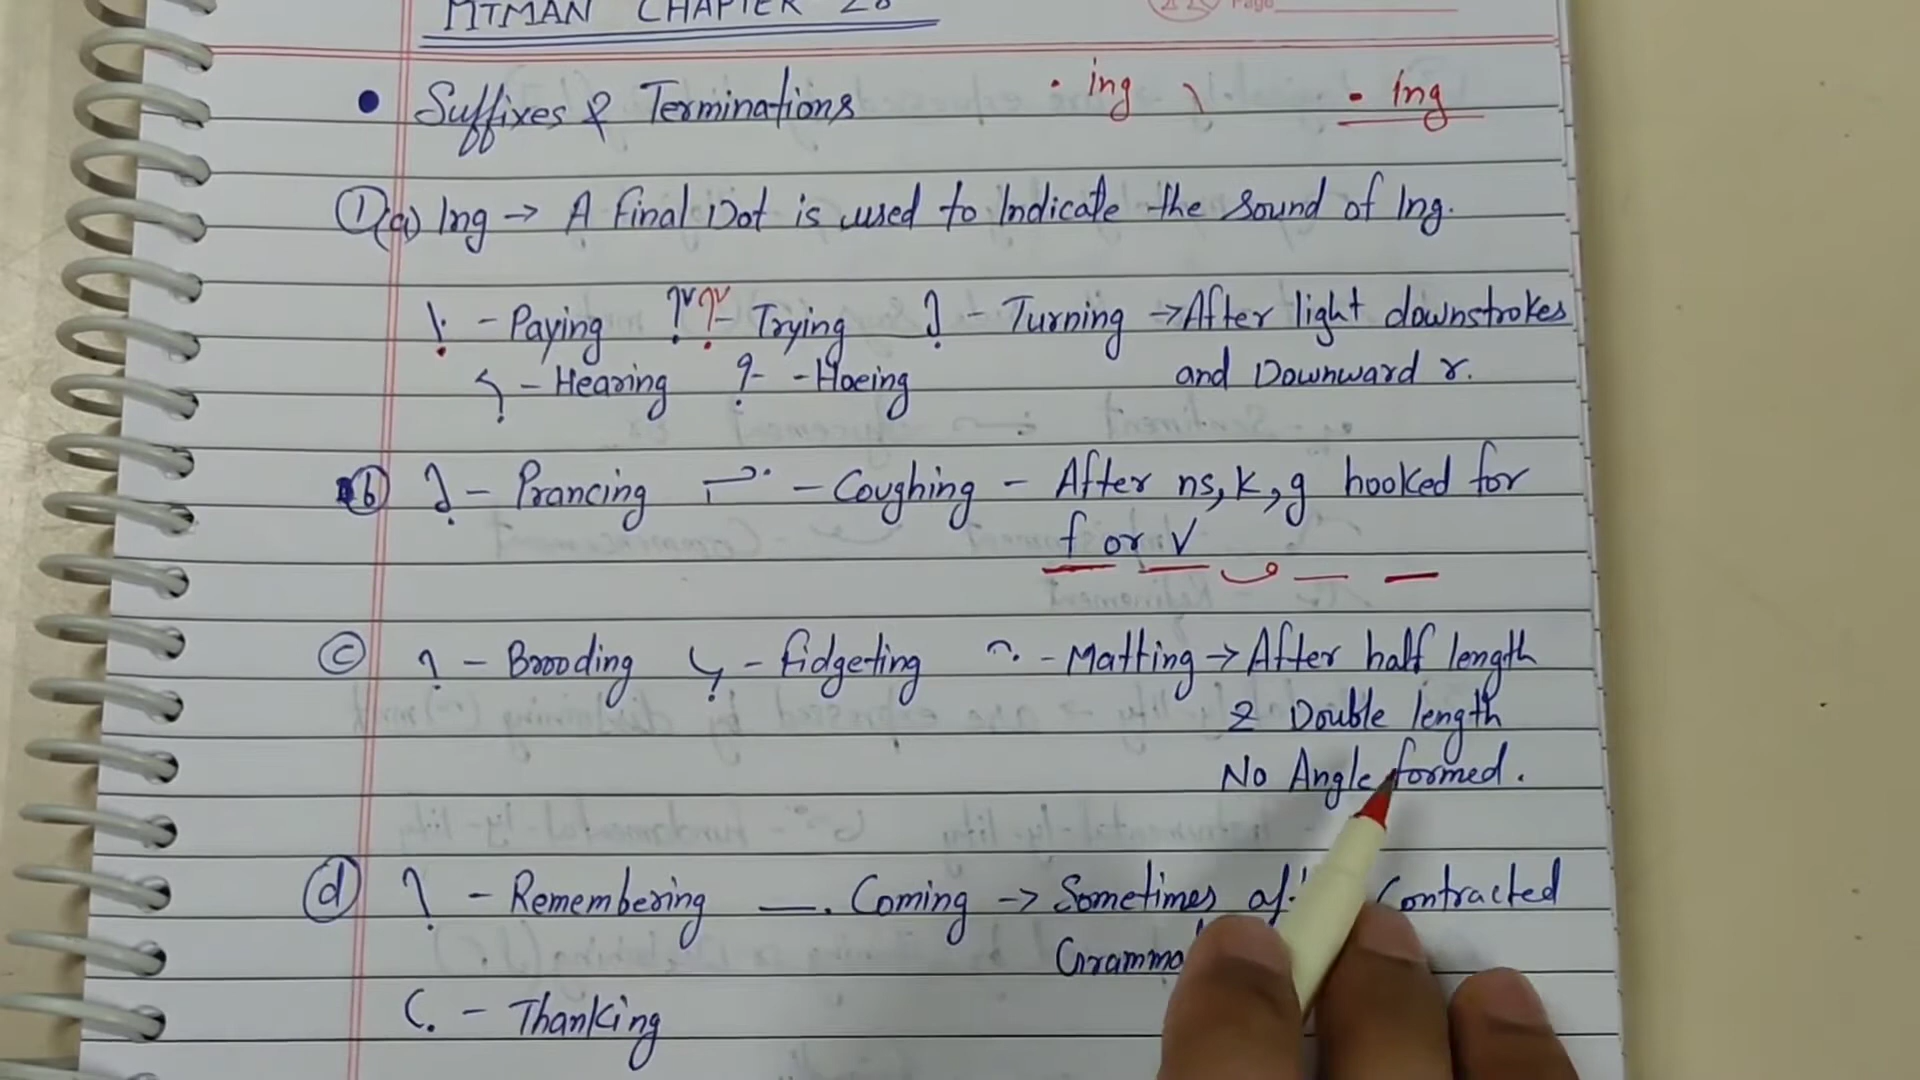 PITMAN CHAPTER 28
Page
• Suffixes & Terminations · ing • Ing
① (a) Ing → A final Dot is used to Indicate the sound of Ing.
- Paying - Trying - Turning → After light downstrokes
- Hearing - Hoeing and Downward r.
(b) - Prancing - Coughing - After ns, k, g hooked for
f or V
(c) - Brooding - fidgeting - Matting → After half length
& Double length
No Angle formed.
(d) - Remembering Coming → Sometimes Contracted
- Thanking